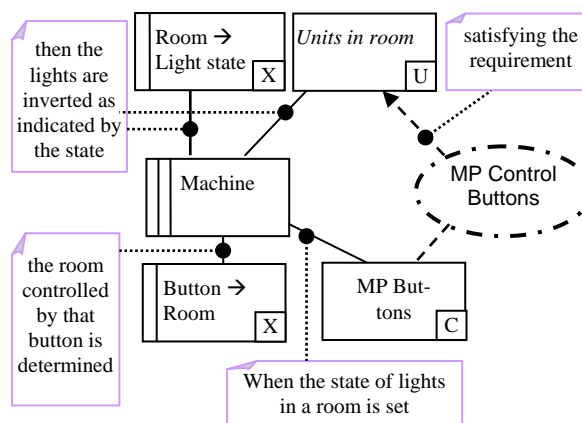 then the
lights are
inverted as
indicated by
the state
Room →
Light state
X
Units in room
U
satisfying the
requirement
Machine
MP Control
Buttons
the room
controlled
by that
button is
determined
Button →
Room
X
MP But-
tons
C
When the state of lights
in a room is set